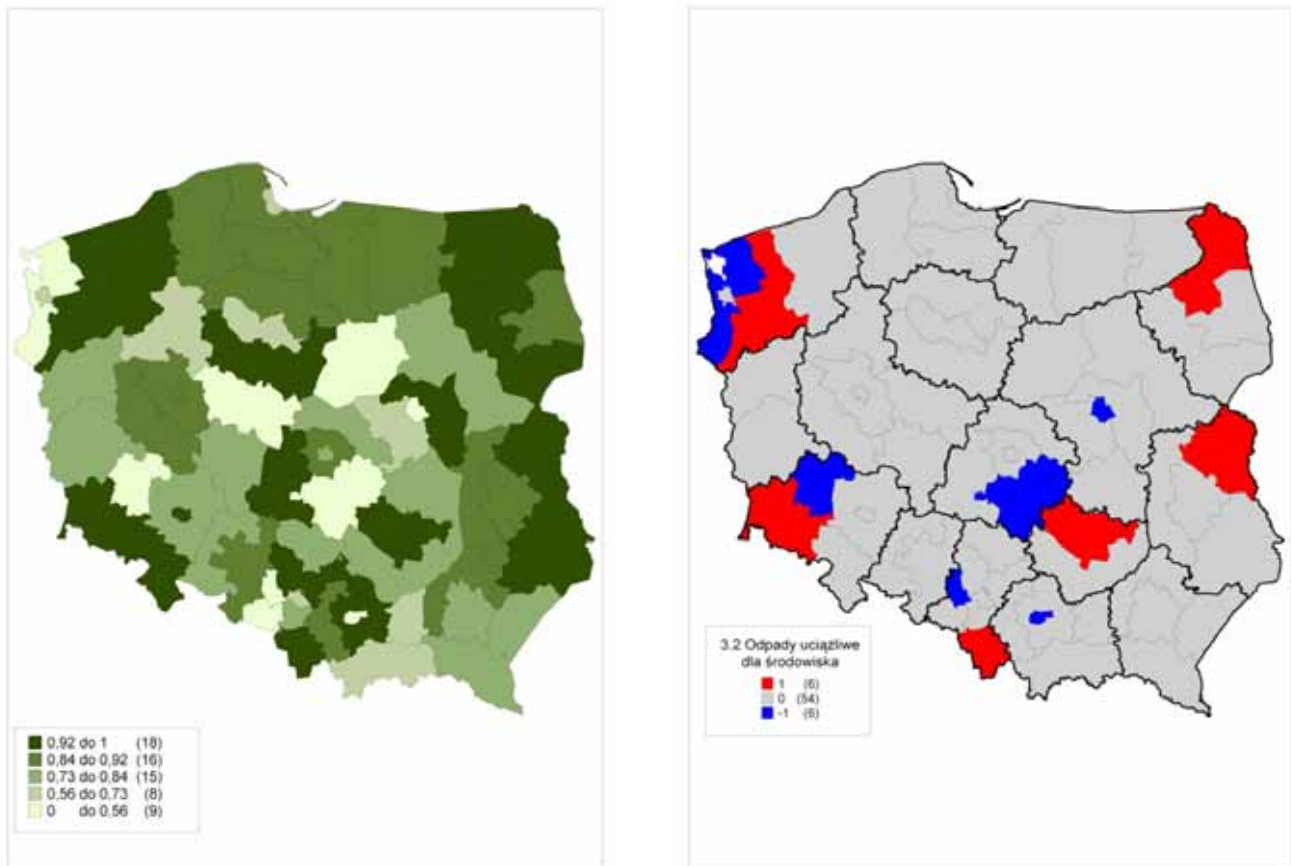 0,92 do 1 (18)
0,84 do 0,92 (16)
0,73 do 0,84 (15)
0,56 do 0,73 (8)
0 do 0,56 (9)
3.2 Odpady uciążliwe
dla środowiska
1 (6)
0 (54)
-1 (6)